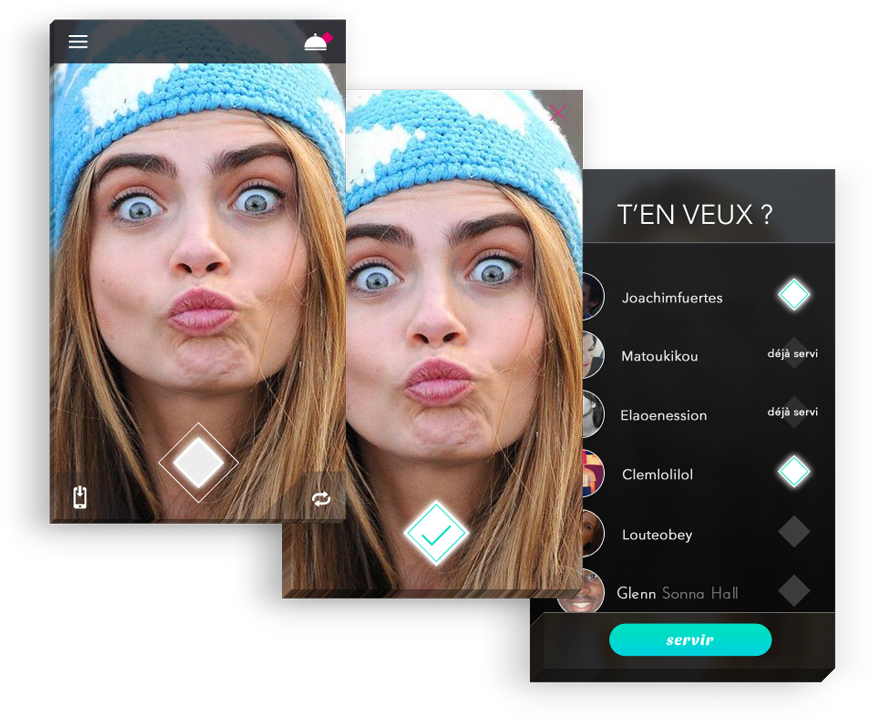 T'EN VEUX ?
Joachimfuertes
Matoukikou déjà servi
Elaoenession déjà servi
Clemlolilol
Louteobey
Glenn Sonna Hall
servir